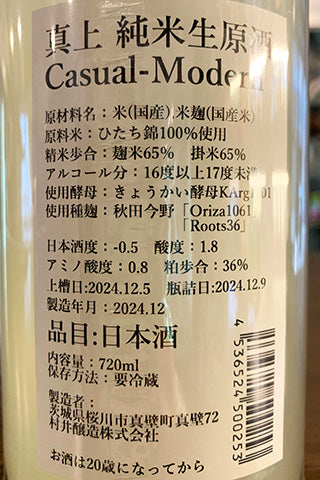 真上 純米生原酒
Casual-Modern
原材料名：米(国産)､米麹(国産米)
原料米：ひたち錦100%使用
精米歩合：麹米65%　掛米65%
アルコール分：16度以上17度未満
使用酵母：きょうかい酵母KArg1901
使用種麹：秋田今野「Oriza1061」
「Roots36」
日本酒度：-0.5　酸度：1.8
アミノ酸度：0.8　粕歩合：36%
上槽日:2024.12.5　瓶詰日:2024.12.9
製造年月：2024.12
品目:日本酒
内容量：720ml
保存方法：要冷蔵
製造者：
茨城県桜川市真壁町真壁72
村井醸造株式会社
お酒は20歳になってから
4 536524 500253